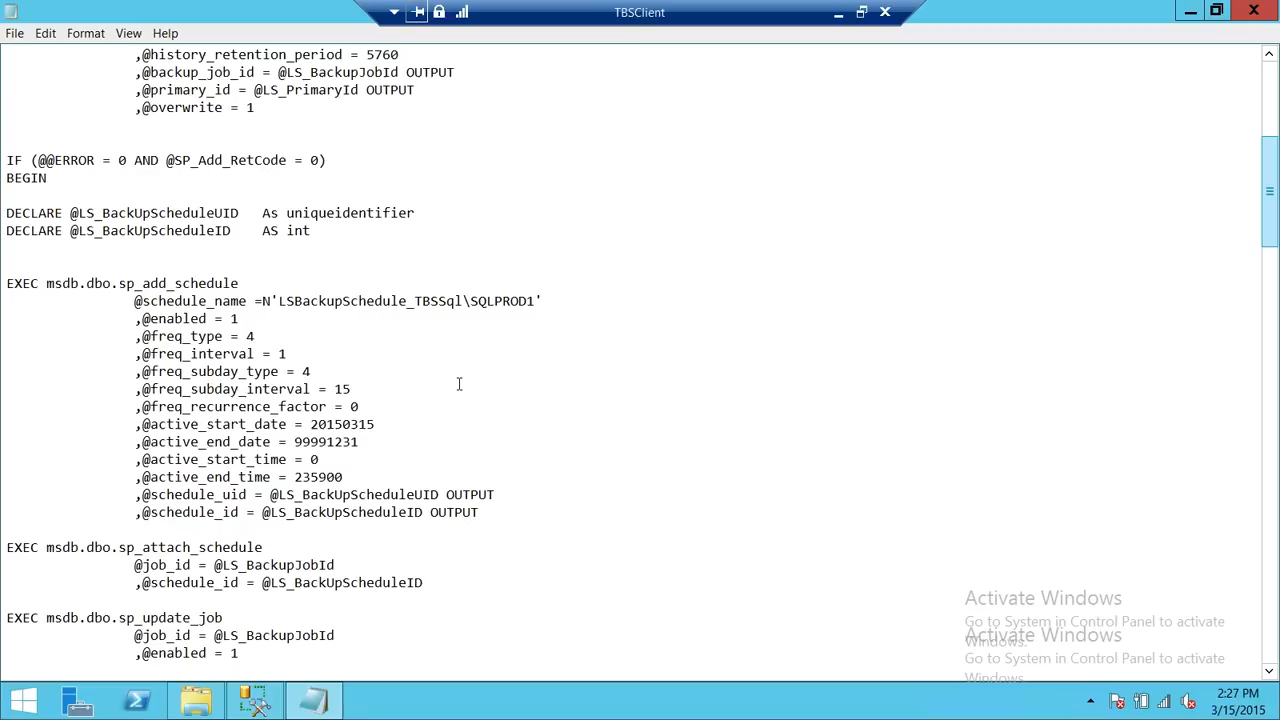 TBSClient
File Edit Format View Help
,@history_retention_period = 5760
,@backup_job_id = @LS_BackupJobId OUTPUT
,@primary_id = @LS_PrimaryId OUTPUT
,@overwrite = 1
IF (@@ERROR = 0 AND @SP_Add_RetCode = 0)
BEGIN
DECLARE @LS_BackUpScheduleUID As uniqueidentifier
DECLARE @LS_BackUpScheduleID AS int
EXEC msdb.dbo.sp_add_schedule
@schedule_name =N'LSBackupSchedule_TBSSql\SQLPROD1'
,@enabled = 1
,@freq_type = 4
,@freq_interval = 1
,@freq_subday_type = 4
,@freq_subday_interval = 15
,@freq_recurrence_factor = 0
,@active_start_date = 20150315
,@active_end_date = 99991231
,@active_start_time = 0
,@active_end_time = 235900
,@schedule_uid = @LS_BackUpScheduleUID OUTPUT
,@schedule_id = @LS_BackUpScheduleID OUTPUT
EXEC msdb.dbo.sp_attach_schedule
@job_id = @LS_BackupJobId
,@schedule_id = @LS_BackUpScheduleID
EXEC msdb.dbo.sp_update_job
@job_id = @LS_BackupJobId
,@enabled = 1
Activate Windows
Go to System in Control Panel to activate
Windows.
Activate Windows
Go to System in Control Panel to activate
Windows.
2:27 PM
3/15/2015